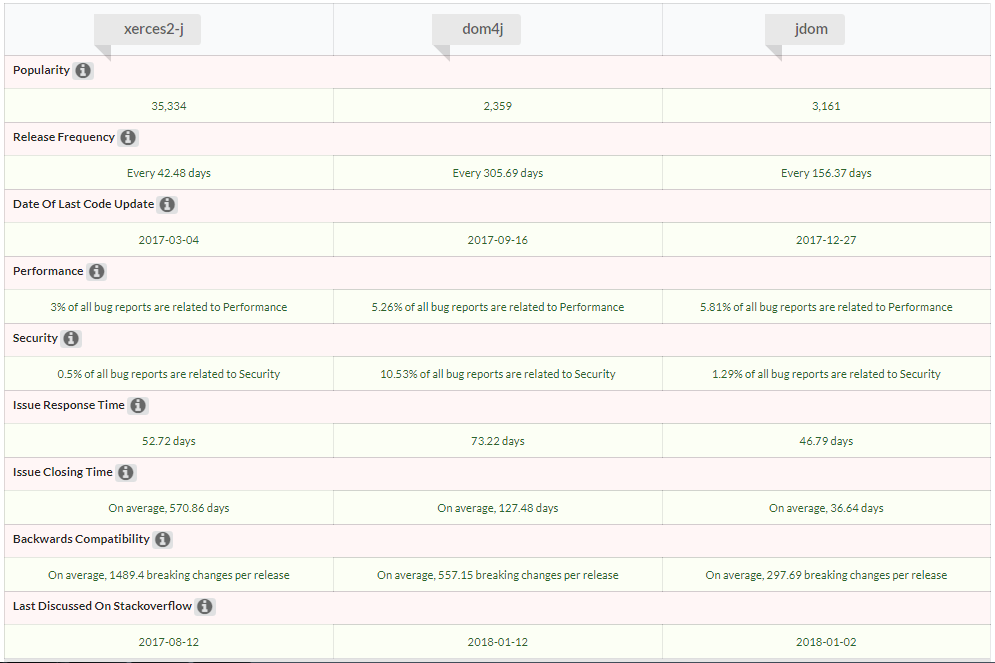 xerces2-j dom4j jdom
Popularity
35,334 2,359 3,161
Release Frequency
Every 42.48 days Every 305.69 days Every 156.37 days
Date Of Last Code Update
2017-03-04 2017-09-16 2017-12-27
Performance
3% of all bug reports are related to Performance 5.26% of all bug reports are related to Performance 5.81% of all bug reports are related to Performance
Security
0.5% of all bug reports are related to Security 10.53% of all bug reports are related to Security 1.29% of all bug reports are related to Security
Issue Response Time
52.72 days 73.22 days 46.79 days
Issue Closing Time
On average, 570.86 days On average, 127.48 days On average, 36.64 days
Backwards Compatibility
On average, 1489.4 breaking changes per release On average, 557.15 breaking changes per release On average, 297.69 breaking changes per release
Last Discussed On Stackoverflow
2017-08-12 2018-01-12 2018-01-02